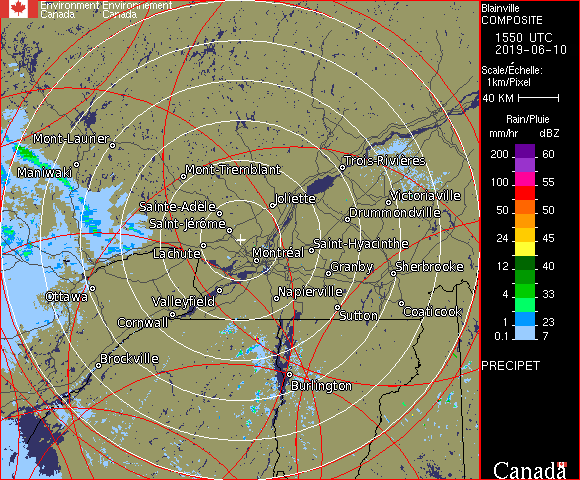 Environment Environnement
Canada Canada
Blainville
COMPOSITE
1550 UTC
2019-06-10
Scale/Échelle:
1km/Pixel
40 KM
Rain/Pluie
mm/hr dBZ
200 60
100 55
50 50
24 45
12 40
4 33
1 23
0.1 7
PRECIPET
Canada
Mont-Laurier
Maniwaki
Mont-Tremblant
Trois-Rivières
Joliette
Victoriaville
Sainte-Adèle
Drummondville
Saint-Jérôme
Lachute
Montréal
Saint-Hyacinthe
Granby
Sherbrooke
Ottawa
Valleyfield
Napierville
Cornwall
Sutton
Coaticook
Brockville
Burlington